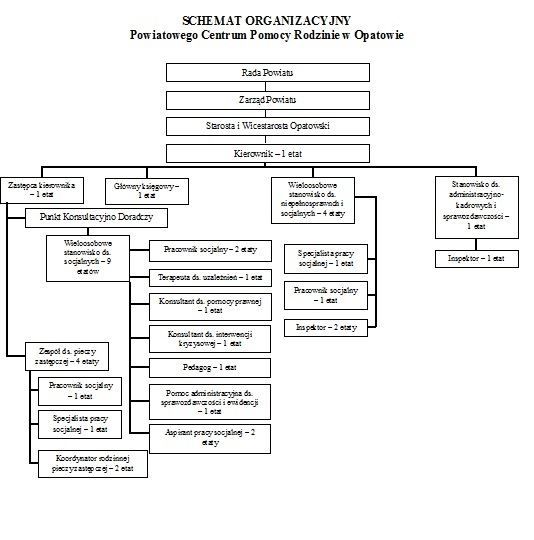 SCHEMAT ORGANIZACYJNY
Powiatowego Centrum Pomocy Rodzinie w Opatowie
Rada Powiatu
Zarząd Powiatu
Starosta i Wicestarosta Opatowski
Kierownik – 1 etat
Zastępca kierownika
– 1 etat
Główny księgowy –
1 etat
Wieloosobowe
stanowisko ds.
niepełnosprawnych i
socjalnych – 4 etaty
Stanowisko ds.
administracyjno-
kadrowych i
sprawozdawczości –
1 etat
Punkt Konsultacyjno Doradczy
Wieloosobowe
stanowisko ds.
socjalnych – 9
etatów
Pracownik socjalny – 2 etaty
Terapeuta ds. uzależnień – 1 etat
Konsultant ds. pomocy prawnej
– 1 etat
Konsultant ds. interwencji
kryzysowej – 1 etat
Pedagog – 1 etat
Pomoc administracyjna ds.
sprawozdawczości i ewidencji
– 1 etat
Aspirant pracy socjalnej – 2
etaty
Specjalista pracy
socjalnej – 1 etat
Pracownik socjalny
– 1 etat
Inspektor – 2 etaty
Inspektor – 1 etat
Zespół ds. pieczy
zastępczej – 4 etaty
Pracownik socjalny
– 1 etat
Specjalista pracy
socjalnej – 1 etat
Koordynator rodzinnej
pieczy zastępczej – 2 etat